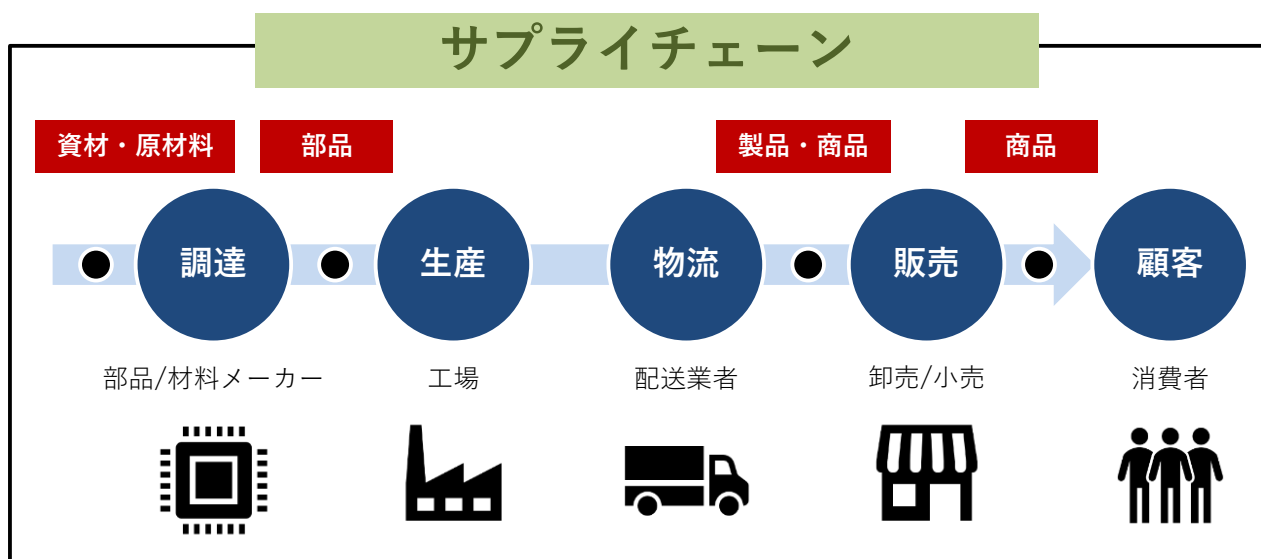 サプライチェーン
資材・原材料
部品
製品・商品
商品
調達
生産
物流
販売
顧客
部品/材料メーカー
工場
配送業者
卸売/小売
消費者